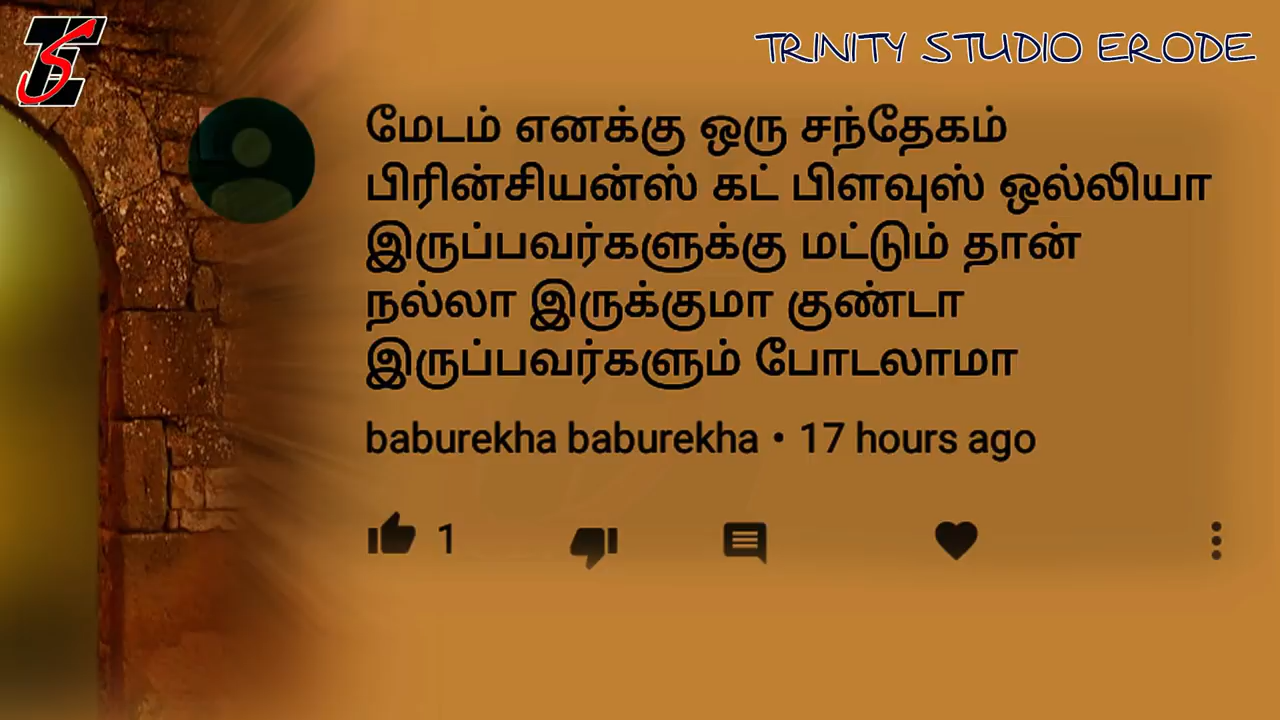 TRINITY STUDIO ERODE
மேடம் எனக்கு ஒரு சந்தேகம்
பிரின்சியன்ஸ் கட் பிளவுஸ் ஒல்லியா
இருப்பவர்களுக்கு மட்டும் தான்
நல்லா இருக்குமா குண்டா
இருப்பவர்களும் போடலாமா
baburekha baburekha • 17 hours ago
1